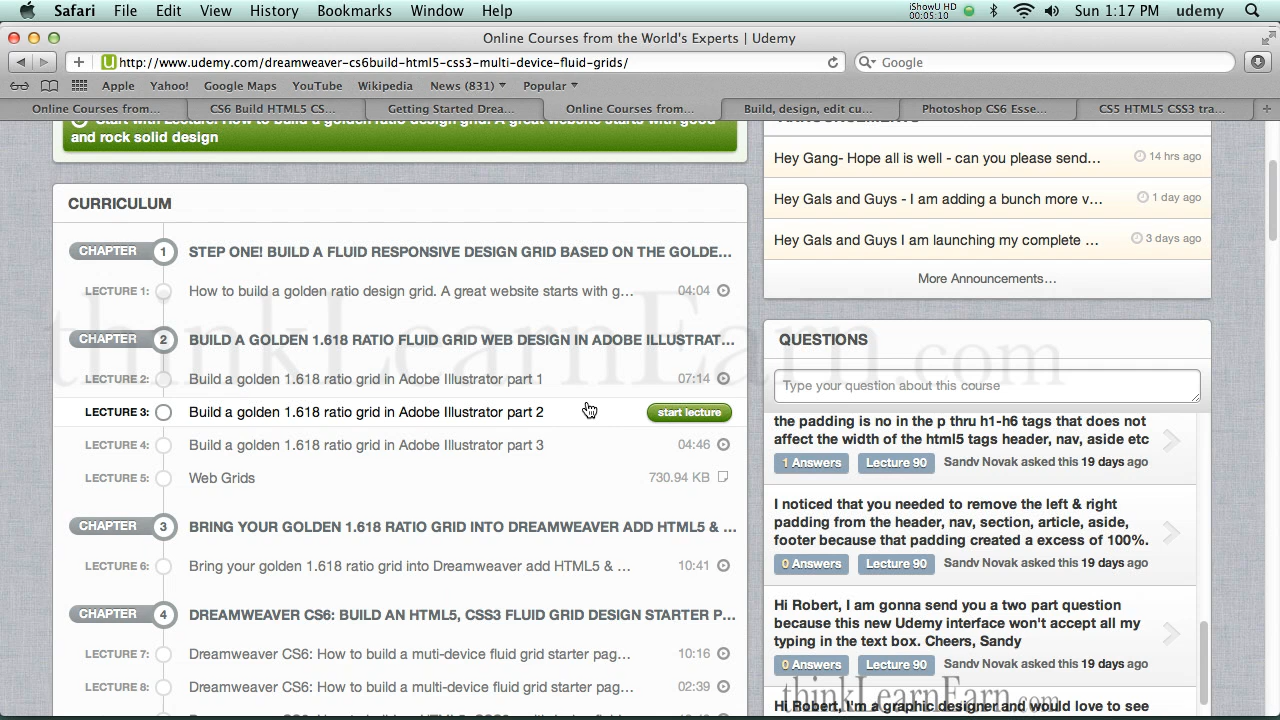 Safari File Edit View History Bookmarks Window Help
iShowU HD
00:05:10
Sun 1:17 PM udemy
Online Courses from the World's Experts | Udemy
http://www.udemy.com/dreamweaver-cs6build-html5-css3-multi-device-fluid-grids/
Google
Apple Yahoo! Google Maps YouTube Wikipedia News (831) Popular
Online Courses from... CS6 Build HTML5 CS... Getting Started Drea... Online Courses from... Build, design, edit cu... Photoshop CS6 Esse... CS5 HTML5 CSS3 tra...
and rock solid design
CURRICULUM
CHAPTER 1 STEP ONE! BUILD A FLUID RESPONSIVE DESIGN GRID BASED ON THE GOLDE...
LECTURE 1: How to build a golden ratio design grid. A great website starts with g... 04:04
CHAPTER 2 BUILD A GOLDEN 1.618 RATIO FLUID GRID WEB DESIGN IN ADOBE ILLUSTRAT...
LECTURE 2: Build a golden 1.618 ratio grid in Adobe Illustrator part 1 07:14
LECTURE 3: Build a golden 1.618 ratio grid in Adobe Illustrator part 2 start lecture
LECTURE 4: Build a golden 1.618 ratio grid in Adobe Illustrator part 3 04:46
LECTURE 5: Web Grids 730.94 KB
CHAPTER 3 BRING YOUR GOLDEN 1.618 RATIO GRID INTO DREAMWEAVER ADD HTML5 & ...
LECTURE 6: Bring your golden 1.618 ratio grid into Dreamweaver add HTML5 & ... 10:41
CHAPTER 4 DREAMWEAVER CS6: BUILD AN HTML5, CSS3 FLUID GRID DESIGN STARTER P...
LECTURE 7: Dreamweaver CS6: How to build a muti-device fluid grid starter pag... 10:16
LECTURE 8: Dreamweaver CS6: How to build a multi-device fluid grid starter pag... 02:39
Hey Gang- Hope all is well - can you please send... 14 hrs ago
Hey Gals and Guys - I am adding a bunch more v... 1 day ago
Hey Gals and Guys I am launching my complete ... 3 days ago
More Announcements...
QUESTIONS
Type your question about this course
the padding is no in the p thru h1-h6 tags that does not
affect the width of the html5 tags header, nav, aside etc
1 Answers Lecture 90 Sandy Novak asked this 19 days ago
I noticed that you needed to remove the left & right
padding from the header, nav, section, article, aside,
footer because that padding created a excess of 100%.
0 Answers Lecture 90 Sandy Novak asked this 19 days ago
Hi Robert, I am gonna send you a two part question
because this new Udemy interface won't accept all my
typing in the text box. Cheers, Sandy
0 Answers Lecture 90 Sandy Novak asked this 19 days ago
Hi Robert, I'm a graphic designer and would love to see
thinkLearnEarn.com
thinkLearnEarn.com